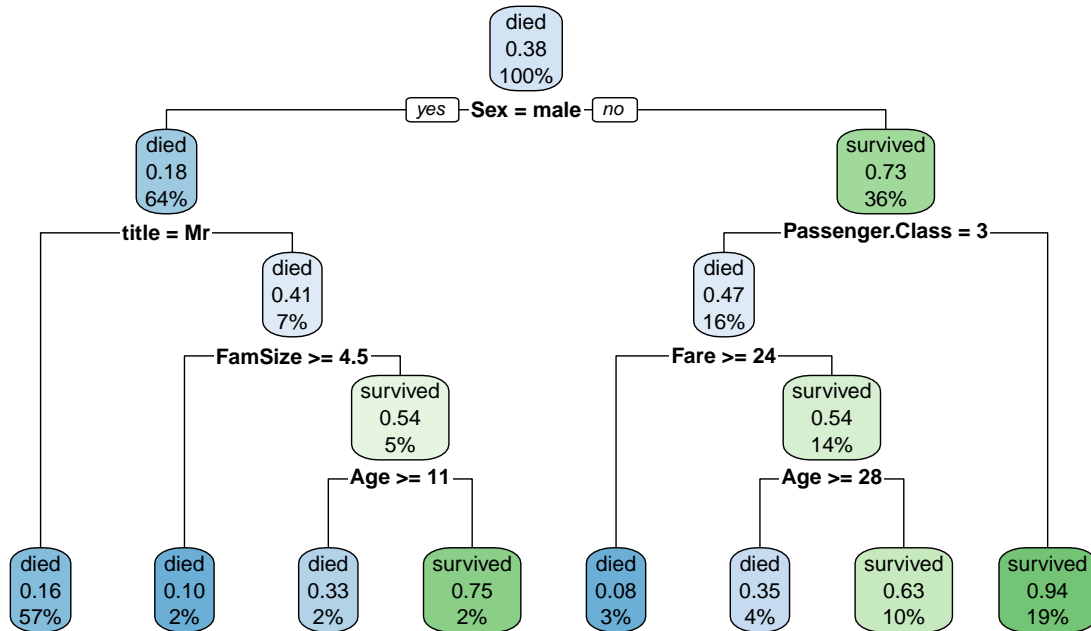 died
0.38
100%
yes Sex = male no
died
0.18
64%
survived
0.73
36%
title = Mr
Passenger.Class = 3
died
0.41
7%
died
0.47
16%
FamSize >= 4.5
Fare >= 24
survived
0.54
5%
survived
0.54
14%
Age >= 11
Age >= 28
died
0.16
57%
died
0.10
2%
died
0.33
2%
survived
0.75
2%
died
0.08
3%
died
0.35
4%
survived
0.63
10%
survived
0.94
19%